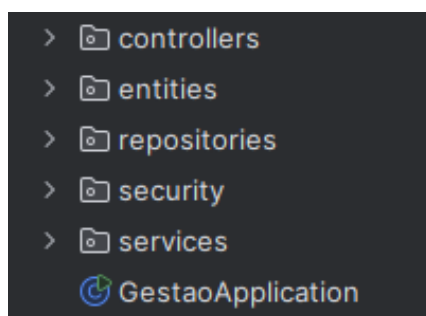 controllers
entities
repositories
security
services
GestaoApplication